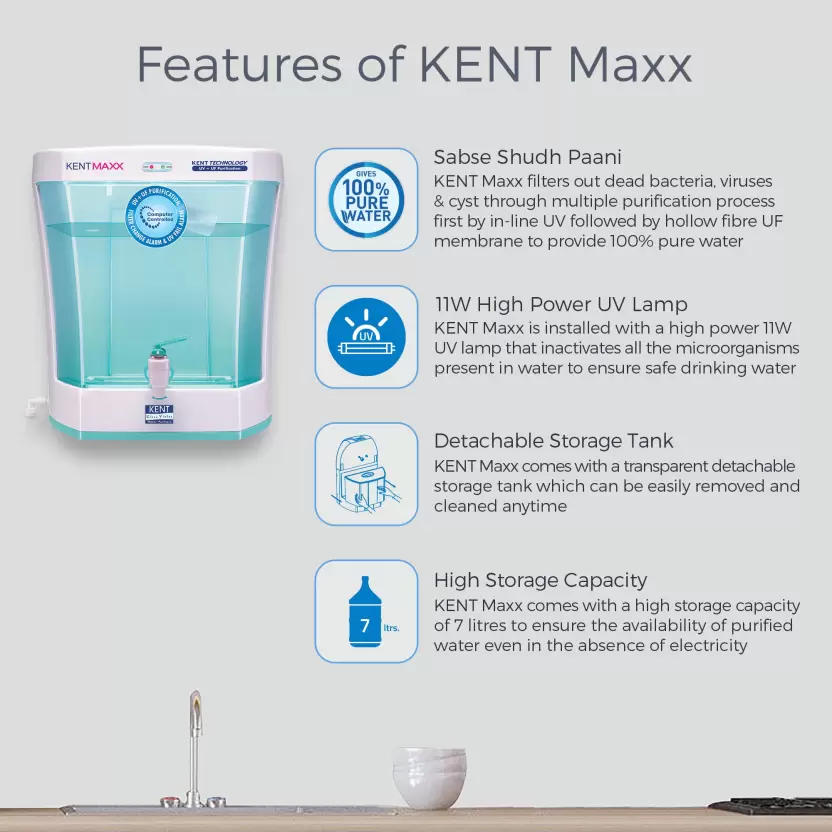 Features of KENT Maxx
KENT MAXX
KENT TECHNOLOGY
UV + UF Purification
UV + UF PURIFICATION
Computer
Controlled
FILTER CHANGE ALARM & UV FAIL ALARM
KENT
Water Purifiers
GIVES
100%
PURE
WATER
Sabse Shudh Paani
KENT Maxx filters out dead bacteria, viruses
& cyst through multiple purification process
first by in-line UV followed by hollow fibre UF
membrane to provide 100% pure water
UV
11W High Power UV Lamp
KENT Maxx is installed with a high power 11W
UV lamp that inactivates all the microorganisms
present in water to ensure safe drinking water
Detachable Storage Tank
KENT Maxx comes with a transparent detachable
storage tank which can be easily removed and
cleaned anytime
7 ltrs.
High Storage Capacity
KENT Maxx comes with a high storage capacity
of 7 litres to ensure the availability of purified
water even in the absence of electricity